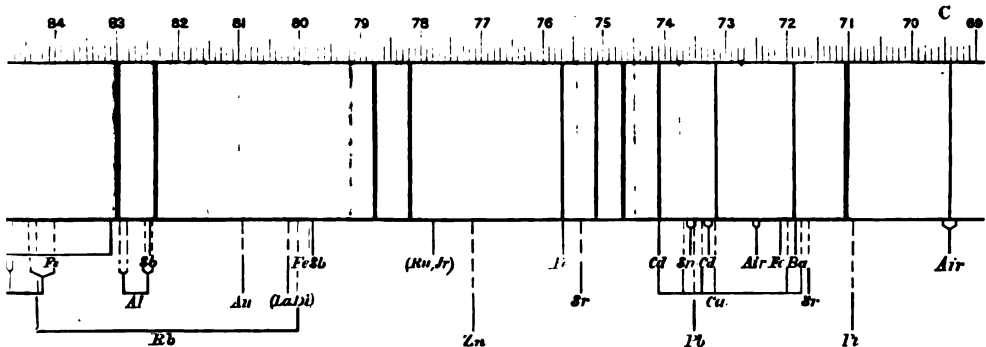 C
84 83 82 81 80 79 78 77 76 75 74 73 72 71 70 69
Sb Fe Sb (Ru, Jr) Cd Sn Cd Air Fe Ba Air
Al Au (La Di) Sr Cu Sr
Rb Zn Pb